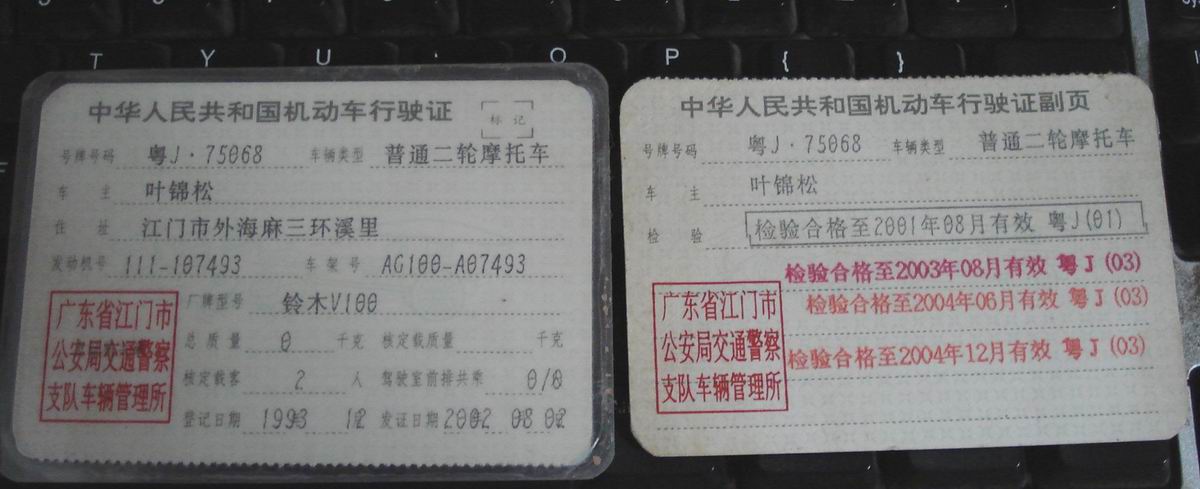 T Y U O P { }
中华人民共和国机动车行驶证
标记
号牌号码 粤J·75068 车辆类型 普通二轮摩托车
车主 叶锦松
住址 江门市外海麻三环溪里
发动机号 111-107493 车架号 AG100-A07493
厂牌型号 铃木V100
总质量 0 千克 核定载质量 千克
核定载客 2 人 驾驶室前排共乘 0/0
登记日期 1993 12 发证日期 2002 08 02
广东省江门市
公安局交通警察
支队车辆管理所
中华人民共和国机动车行驶证副页
号牌号码 粤J·75068 车辆类型 普通二轮摩托车
车主 叶锦松
检验 检验合格至2001年08月有效 粤J(01)
检验合格至2003年08月有效 粤J(03)
检验合格至2004年06月有效 粤J(03)
检验合格至2004年12月有效 粤J(03)
广东省江门市
公安局交通警察
支队车辆管理所